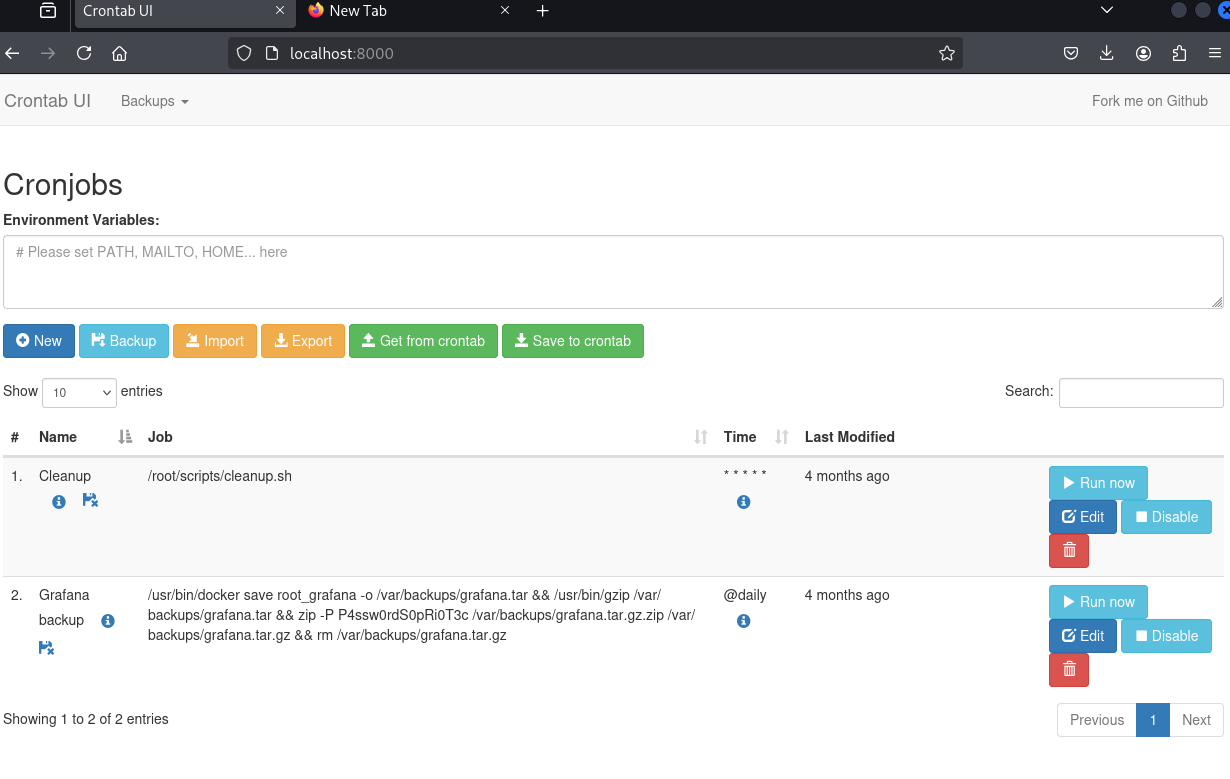 Crontab UI
New Tab
localhost:8000
Crontab UI Backups Fork me on Github
Cronjobs
Environment Variables:
# Please set PATH, MAILTO, HOME... here
New Backup Import Export Get from crontab Save to crontab
Show 10 entries Search:
# Name Job Time Last Modified
1. Cleanup /root/scripts/cleanup.sh * * * * * 4 months ago Run now
Edit Disable
2. Grafana /usr/bin/docker save root_grafana -o /var/backups/grafana.tar && /usr/bin/gzip /var/ @daily 4 months ago Run now
backup backups/grafana.tar && zip -P P4ssw0rdS0pRi0T3c /var/backups/grafana.tar.gz.zip /var/
backups/grafana.tar.gz && rm /var/backups/grafana.tar.gz Edit Disable
Showing 1 to 2 of 2 entries Previous 1 Next